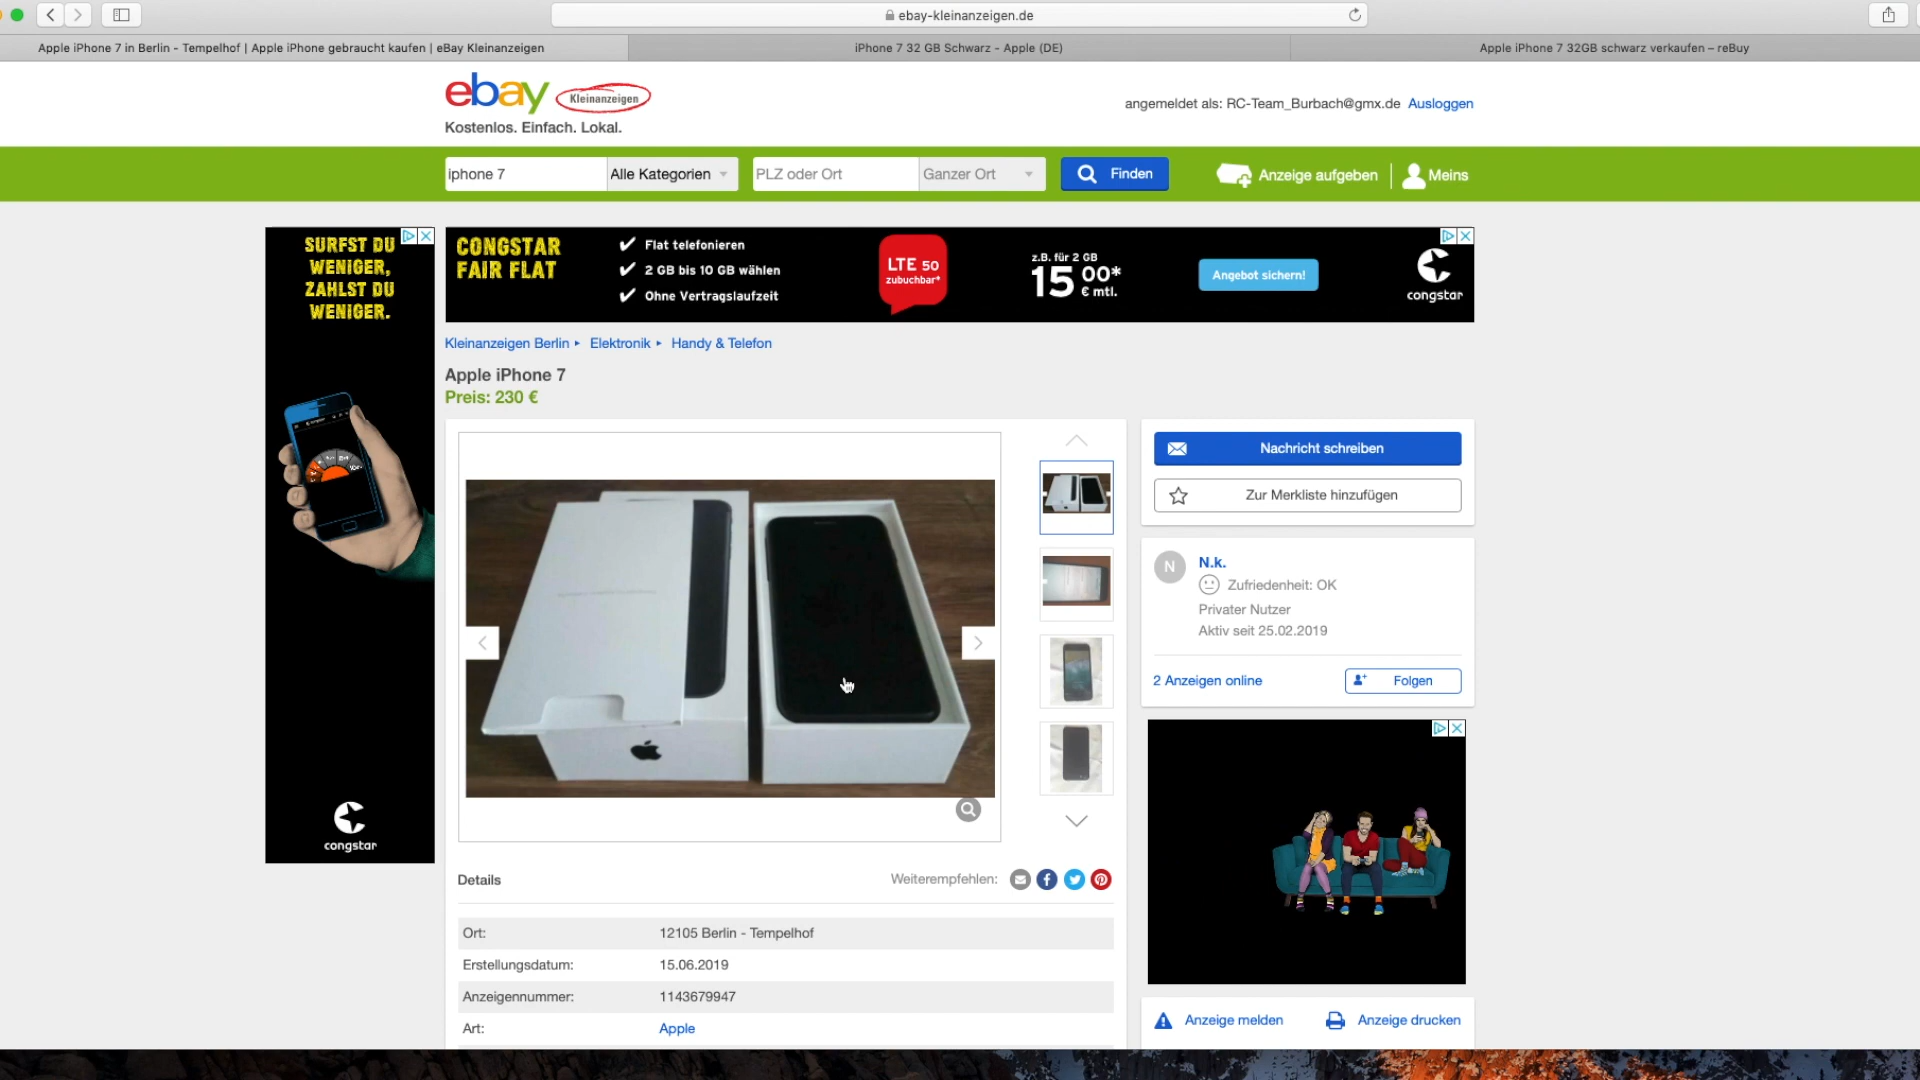 ebay-kleinanzeigen.de
Apple iPhone 7 in Berlin - Tempelhof | Apple iPhone gebraucht kaufen | eBay Kleinanzeigen
iPhone 7 32 GB Schwarz - Apple (DE)
Apple iPhone 7 32GB schwarz verkaufen – reBuy
ebay Kleinanzeigen
Kostenlos. Einfach. Lokal.
angemeldet als: RC-Team_Burbach@gmx.de Ausloggen
iphone 7
Alle Kategorien
PLZ oder Ort
Ganzer Ort
Finden
Anzeige aufgeben
Meins
SURFST DU
WENIGER,
ZAHLST DU
WENIGER.
congstar
CONGSTAR
FAIR FLAT
Flat telefonieren
2 GB bis 10 GB wählen
Ohne Vertragslaufzeit
LTE 50
zubuchbar*
z.B. für 2 GB
15 00*
€ mtl.
Angebot sichern!
congstar
Kleinanzeigen Berlin
Elektronik
Handy & Telefon
Apple iPhone 7
Preis: 230 €
Nachricht schreiben
Zur Merkliste hinzufügen
N
N.k.
Zufriedenheit: OK
Privater Nutzer
Aktiv seit 25.02.2019
2 Anzeigen online
Folgen
Details
Weiterempfehlen:
Ort: 12105 Berlin - Tempelhof
Erstellungsdatum: 15.06.2019
Anzeigennummer: 1143679947
Art: Apple
Anzeige melden
Anzeige drucken